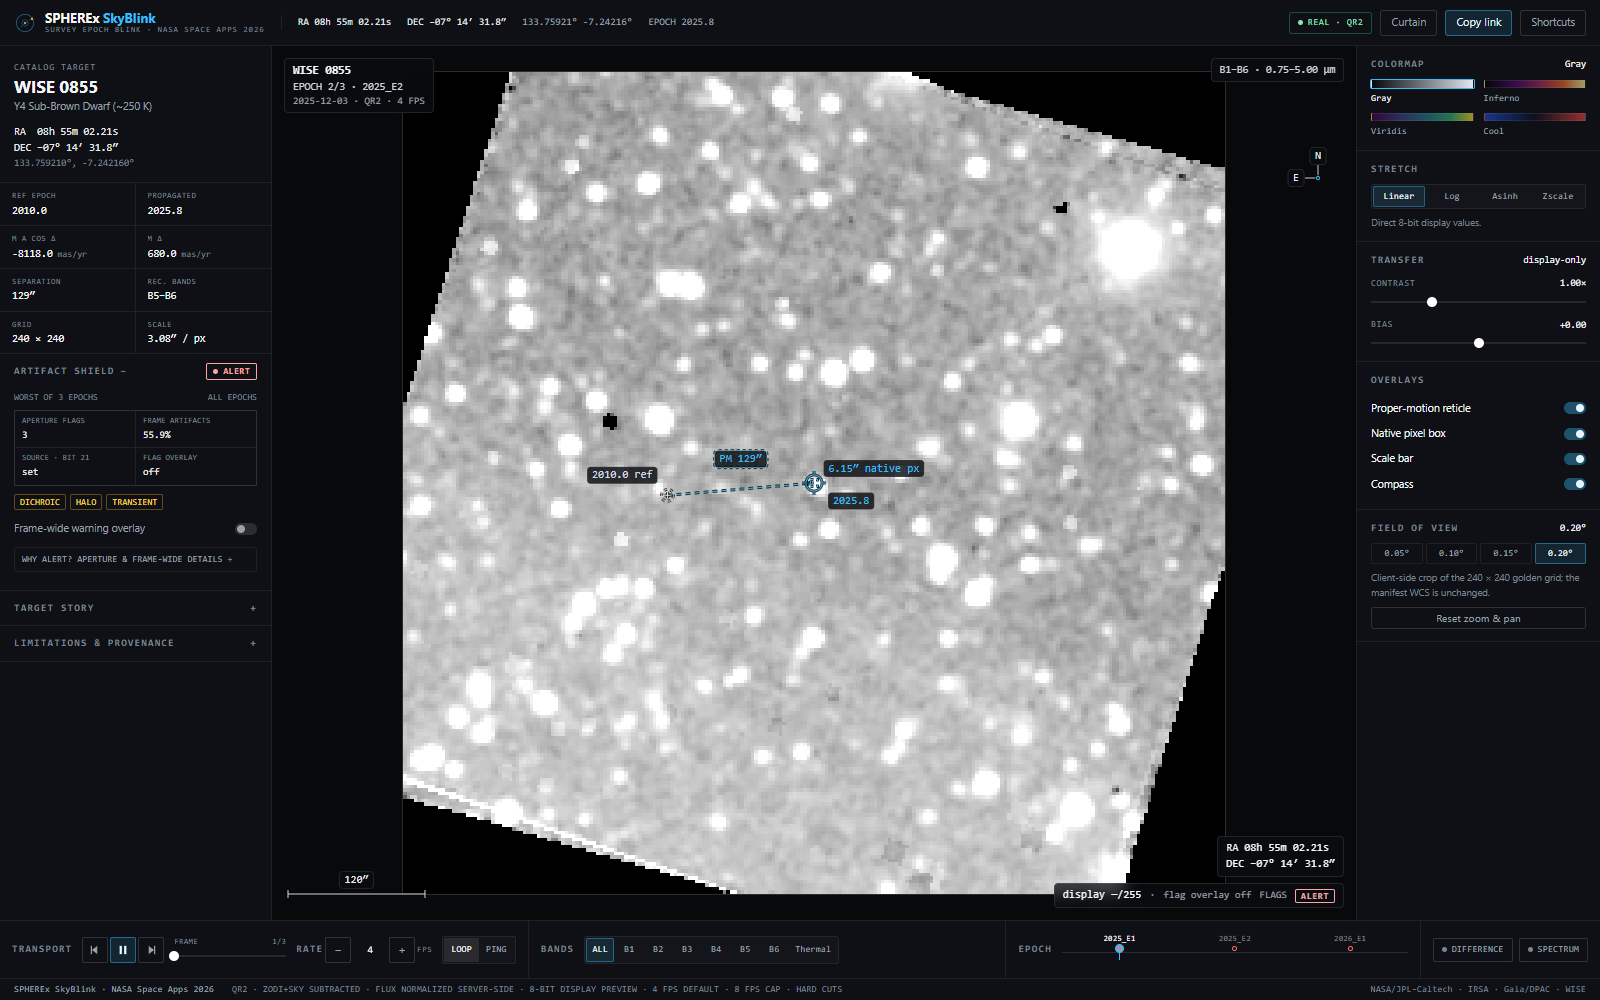 SPHEREx SkyBlink
SURVEY EPOCH BLINK · NASA SPACE APPS 2026
RA 08h 55m 02.21s DEC −07° 14′ 31.8″ 133.75921° -7.24216° EPOCH 2025.8
REAL · QR2
Curtain
Copy link
Shortcuts
CATALOG TARGET
WISE 0855
Y4 Sub-Brown Dwarf (~250 K)
RA 08h 55m 02.21s
DEC −07° 14′ 31.8″
133.759210°, -7.242160°
REF EPOCH
2010.0
PROPAGATED
2025.8
Μ Α COS Δ
-8118.0 mas/yr
Μ Δ
680.0 mas/yr
SEPARATION
129″
REC. BANDS
B5–B6
GRID
240 × 240
SCALE
3.08″ / px
ARTIFACT SHIELD −
ALERT
WORST OF 3 EPOCHS
ALL EPOCHS
APERTURE FLAGS
3
FRAME ARTIFACTS
55.9%
SOURCE · BIT 21
set
FLAG OVERLAY
off
DICHROIC
HALO
TRANSIENT
Frame-wide warning overlay
WHY ALERT? APERTURE & FRAME-WIDE DETAILS +
TARGET STORY +
LIMITATIONS & PROVENANCE +
WISE 0855
EPOCH 2/3 · 2025_E2
2025-12-03 · QR2 · 4 FPS
B1–B6 · 0.75–5.00 μm
N
E
PM 129″
2010.0 ref
6.15″ native px
2025.8
120″
RA 08h 55m 02.21s
DEC −07° 14′ 31.8″
display —/255 · flag overlay off FLAGS ALERT
COLORMAP
Gray
Gray
Inferno
Viridis
Cool
STRETCH
Linear
Log
Asinh
Zscale
Direct 8-bit display values.
TRANSFER
display-only
CONTRAST
1.00×
BIAS
+0.00
OVERLAYS
Proper-motion reticle
Native pixel box
Scale bar
Compass
FIELD OF VIEW
0.20°
0.05°
0.10°
0.15°
0.20°
Client-side crop of the 240 × 240 golden grid; the
manifest WCS is unchanged.
Reset zoom & pan
TRANSPORT
FRAME
1/3
RATE − 4 + FPS
LOOP
PING
BANDS
ALL
B1
B2
B3
B4
B5
B6
Thermal
EPOCH
2025_E1
2025_E2
2026_E1
DIFFERENCE
SPECTRUM
SPHEREx SkyBlink · NASA Space Apps 2026
QR2 · ZODI+SKY SUBTRACTED · FLUX NORMALIZED SERVER-SIDE · 8-BIT DISPLAY PREVIEW · 4 FPS DEFAULT · 8 FPS CAP · HARD CUTS
NASA/JPL-Caltech · IRSA · Gaia/DPAC · WISE